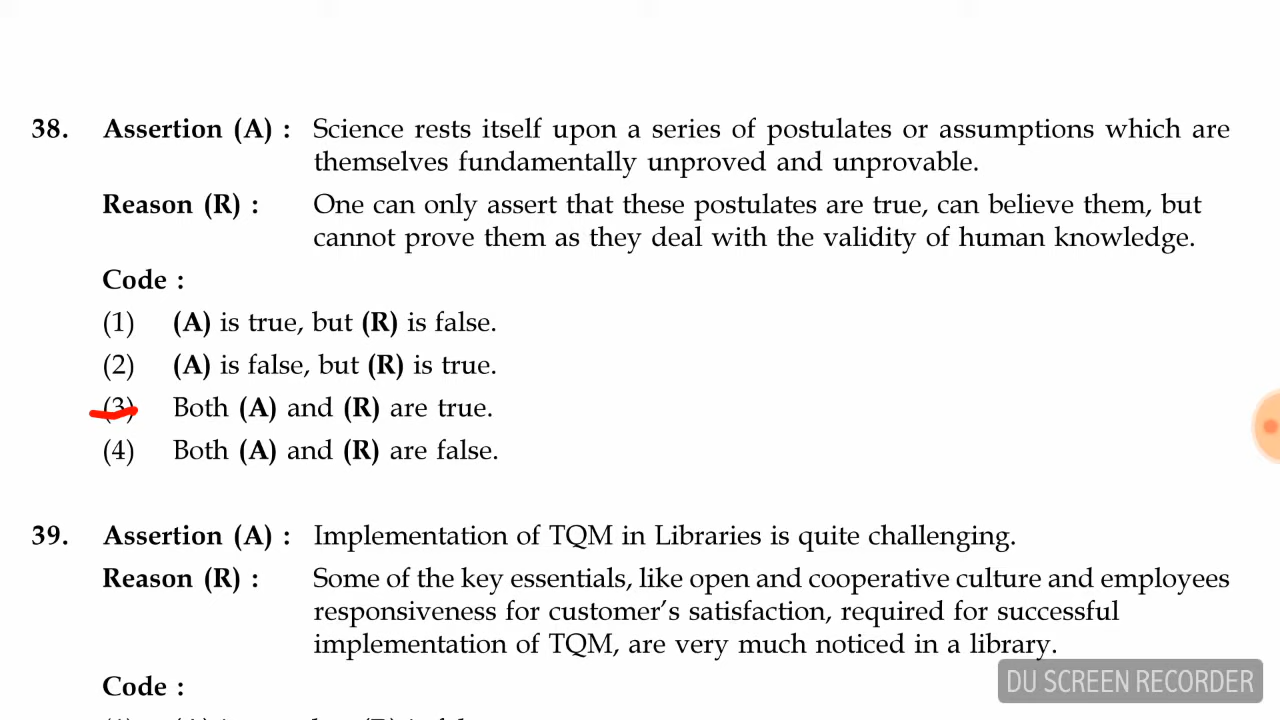 38. Assertion (A) : Science rests itself upon a series of postulates or assumptions which are
themselves fundamentally unproved and unprovable.
Reason (R) : One can only assert that these postulates are true, can believe them, but
cannot prove them as they deal with the validity of human knowledge.
Code :
(1) (A) is true, but (R) is false.
(2) (A) is false, but (R) is true.
(3) Both (A) and (R) are true.
(4) Both (A) and (R) are false.
39. Assertion (A) : Implementation of TQM in Libraries is quite challenging.
Reason (R) : Some of the key essentials, like open and cooperative culture and employees
responsiveness for customer's satisfaction, required for successful
implementation of TQM, are very much noticed in a library.
DU SCREEN RECORDER
Code :